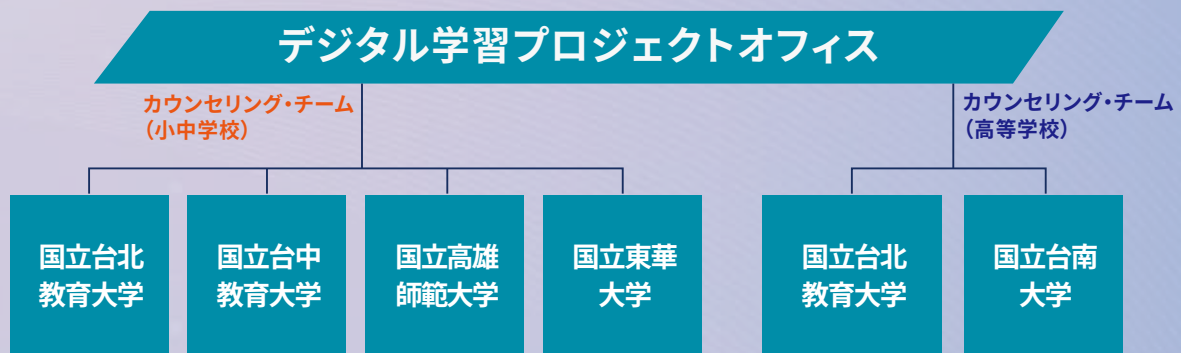 デジタル学習プロジェクトオフィス
カウンセリング・チーム
（小中学校）
カウンセリング・チーム
（高等学校）
国立台北
教育大学
国立台中
教育大学
国立高雄
師範大学
国立東華
大学
国立台北
教育大学
国立台南
大学